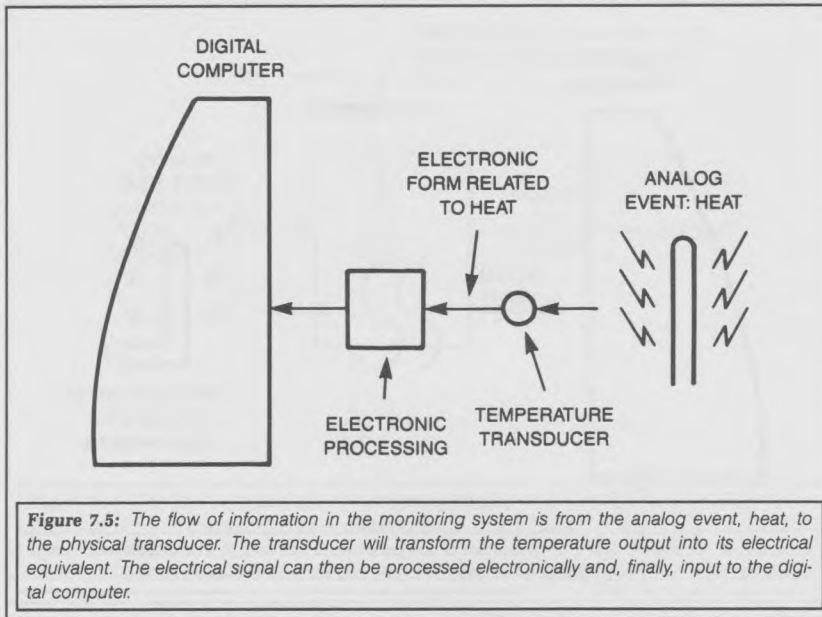 DIGITAL
COMPUTER
ELECTRONIC
FORM RELATED
TO HEAT
ANALOG
EVENT: HEAT
ELECTRONIC
PROCESSING
TEMPERATURE
TRANSDUCER
Figure 7.5: The flow of information in the monitoring system is from the analog event, heat, to
the physical transducer. The transducer will transform the temperature output into its electrical
equivalent. The electrical signal can then be processed electronically and, finally, input to the digi-
tal computer.